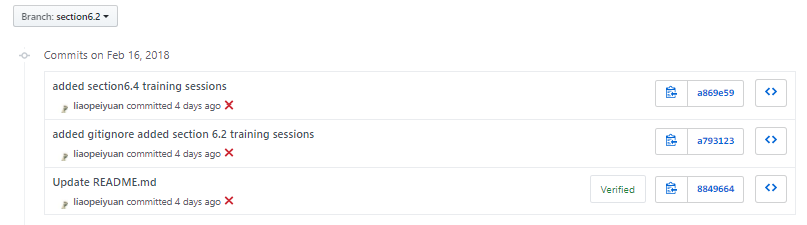 Branch: section6.2
Commits on Feb 16, 2018
added section6.4 training sessions
liaopeiyuan committed 4 days ago
a869e59
added gitignore added section 6.2 training sessions
liaopeiyuan committed 4 days ago
a793123
Update README.md
liaopeiyuan committed 4 days ago
Verified
8849664